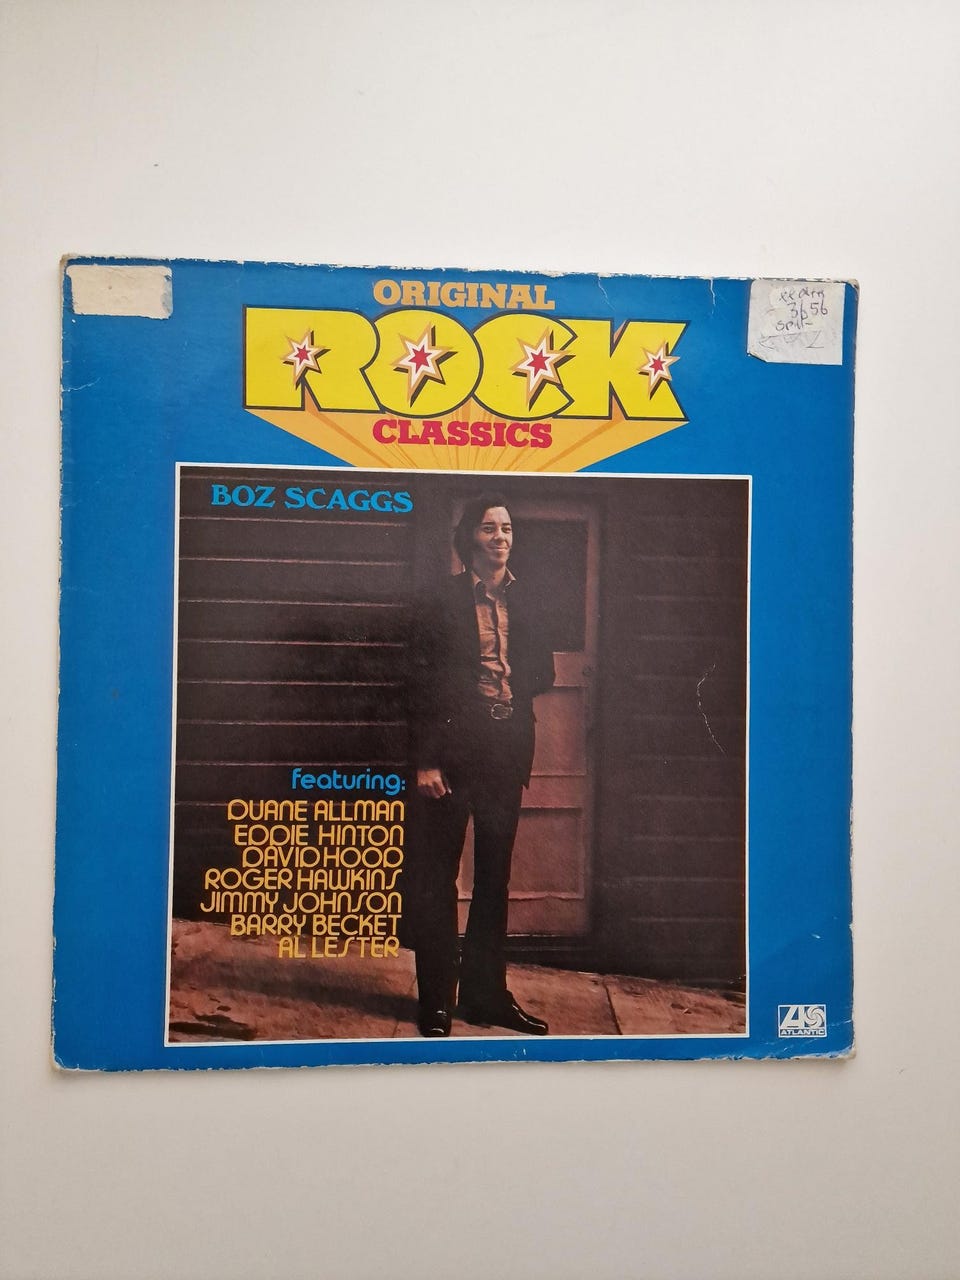 ORIGINAL
ROCK
CLASSICS
3656
BOZ SCAGGS
featuring:
DUANE ALLMAN
EDDIE HINTON
DAVID HOOD
ROGER HAWKINS
JIMMY JOHNSON
BARRY BECKET
AL LESTER
ATLANTIC